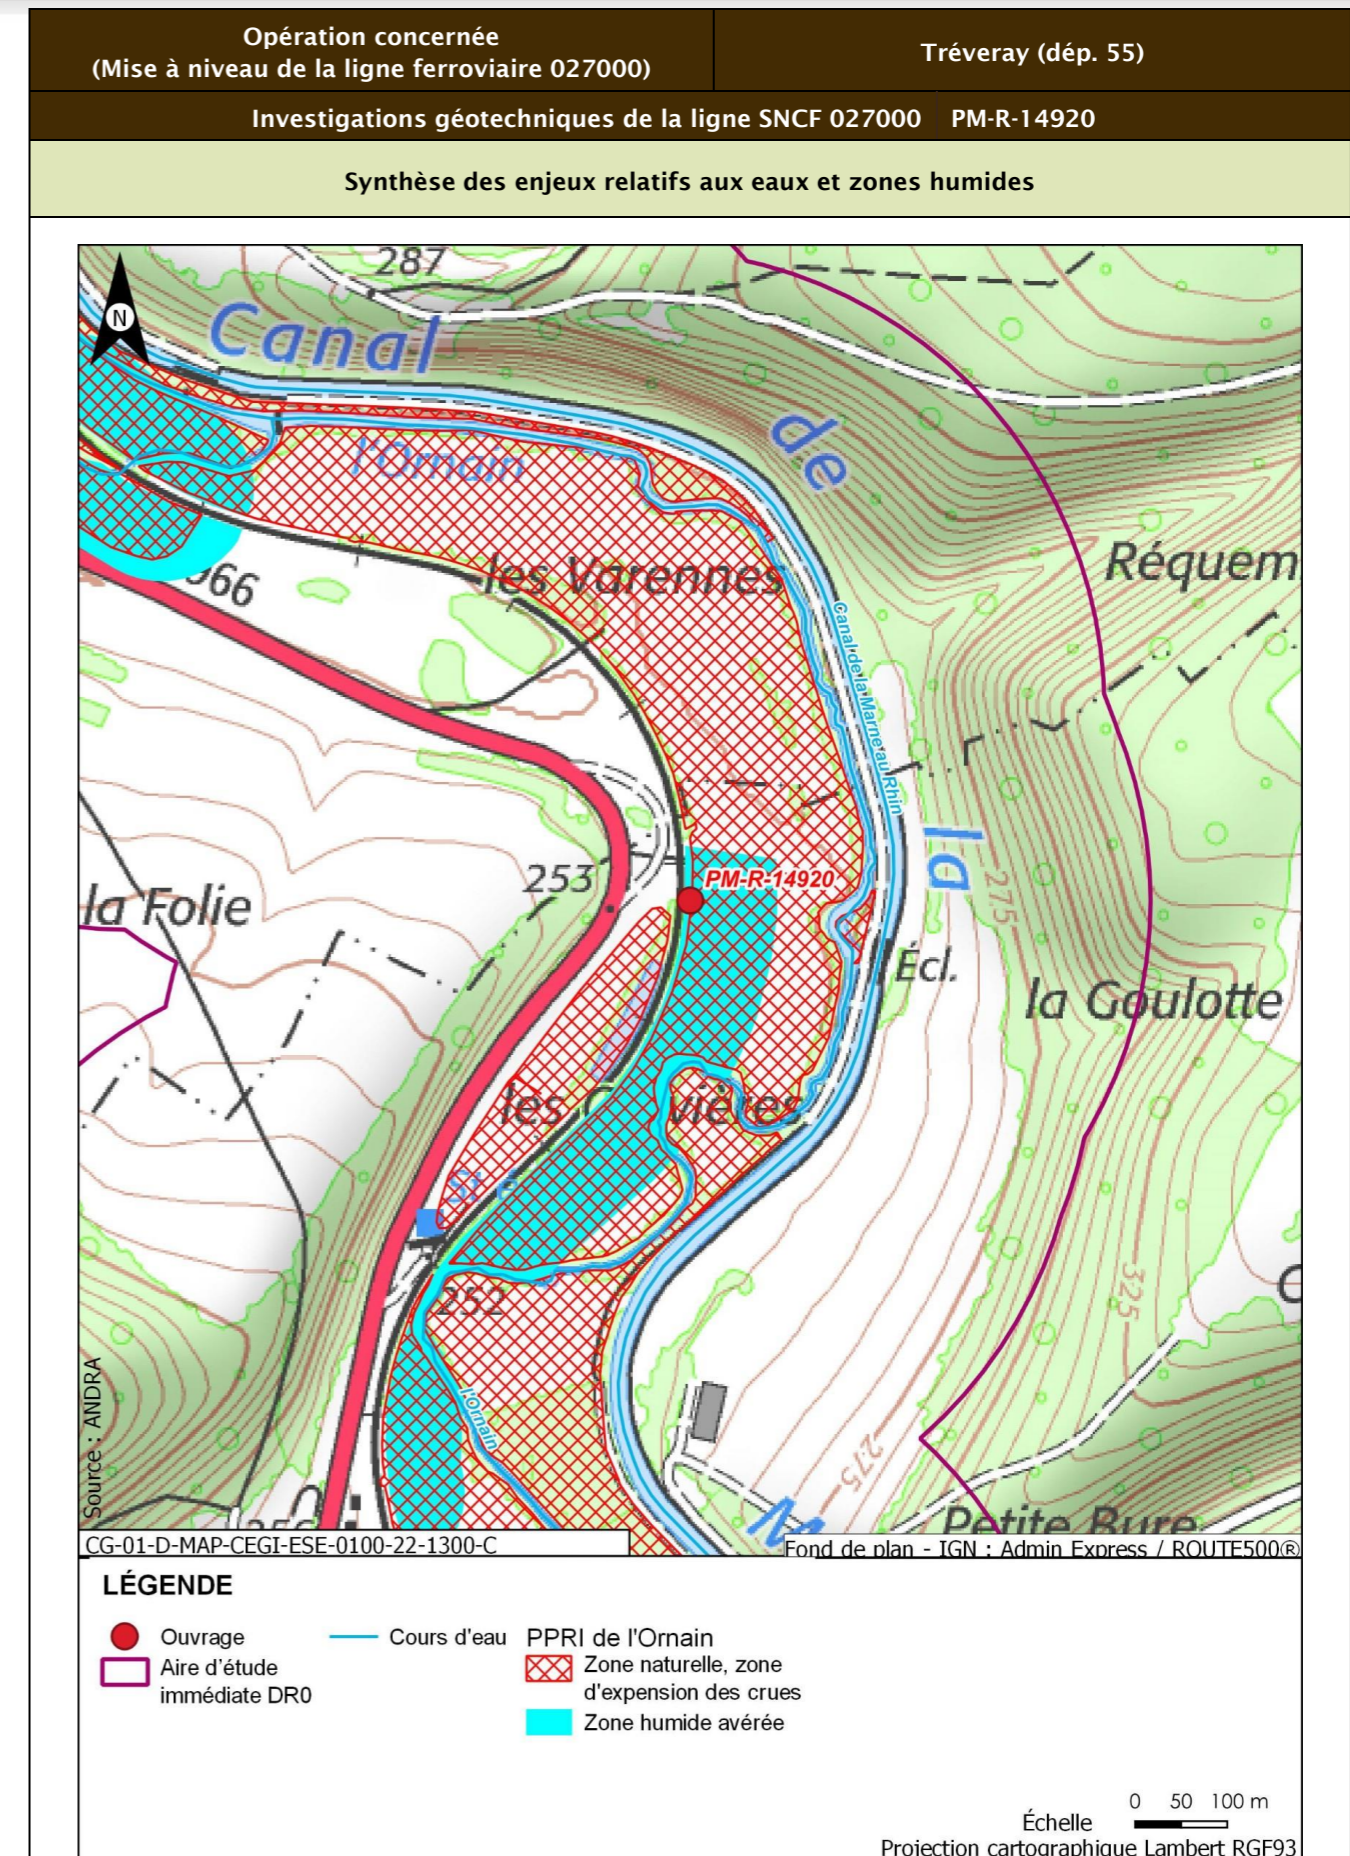 Opération concernée
(Mise à niveau de la ligne ferroviaire 027000)
Tréveray (dép. 55)
Investigations géotechniques de la ligne SNCF 027000 PM-R-14920
Synthèse des enjeux relatifs aux eaux et zones humides
287
N
Canal
de
l'Ornain
les Varennes
Réquem
966
Canal de la Marne au Rhin
la
253
PM-R-14920
275
la Folie
Écl.
la Goulotte
les
vières
252
325
l'Ornain
275
M
Petite Bure
Source : ANDRA
CG-01-D-MAP-CEGI-ESE-0100-22-1300-C
Fond de plan - IGN : Admin Express / ROUTE500®
LÉGENDE
Ouvrage
Cours d'eau
PPRI de l'Ornain
Aire d'étude
immédiate DR0
Zone naturelle, zone
d'expension des crues
Zone humide avérée
0 50 100 m
Échelle
Projection cartographique Lambert RGF93